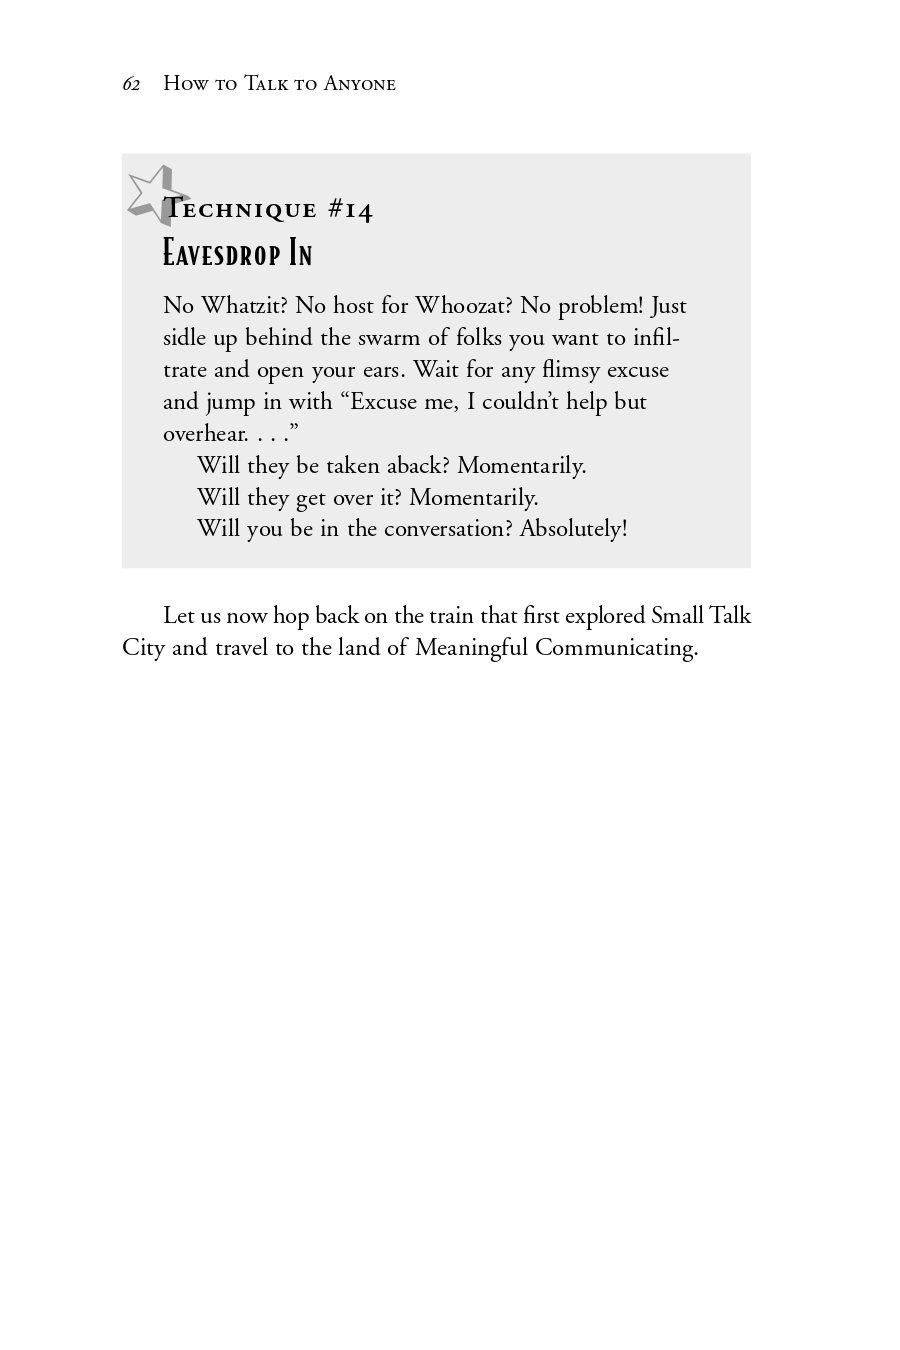 62 How to Talk to Anyone
Technique #14
Eavesdrop In
No Whatzit? No host for Whoozat? No problem! Just
sidle up behind the swarm of folks you want to infil-
trate and open your ears. Wait for any flimsy excuse
and jump in with “Excuse me, I couldn’t help but
overhear. . . .”
Will they be taken aback? Momentarily.
Will they get over it? Momentarily.
Will you be in the conversation? Absolutely!
Let us now hop back on the train that first explored Small Talk
City and travel to the land of Meaningful Communicating.